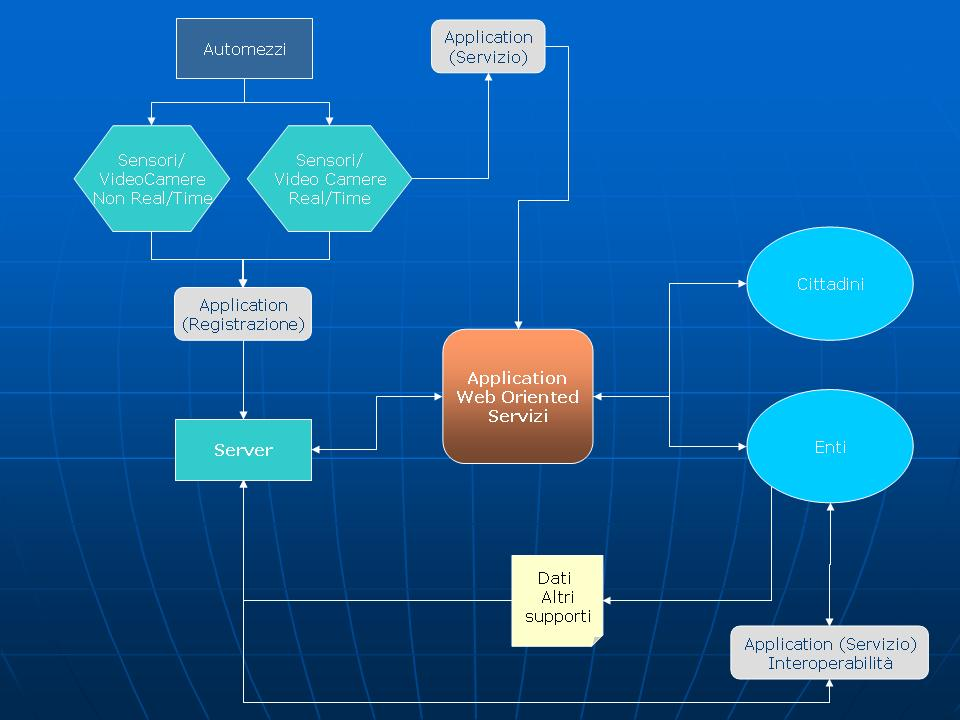 Automezzi
Application
(Servizio)
Sensori/
VideoCamere
Non Real/Time
Sensori/
Video Camere
Real/Time
Application
(Registrazione)
Cittadini
Application
Web Oriented
Servizi
Server
Enti
Dati
Altri
supporti
Application (Servizio)
Interoperabilità